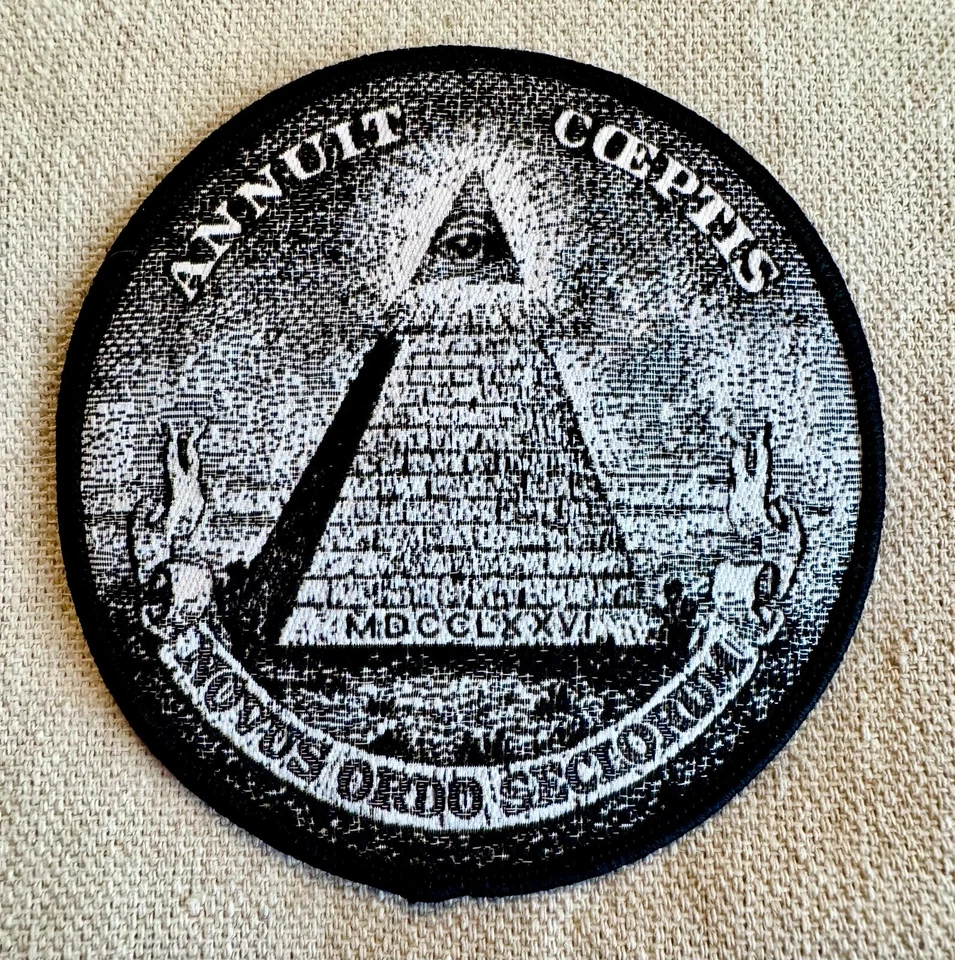 ANNUIT CŒPTIS
MDCCLXXVI
NOVUS ORDO SECLORUM